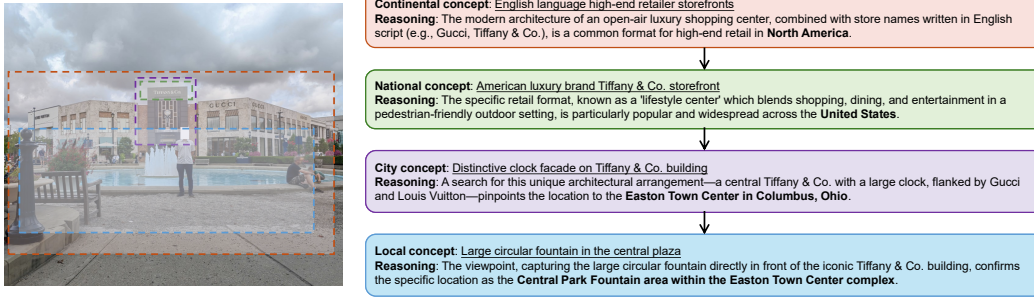 TIFFANY & CO.
GUCCI
Continental concept: English language high-end retailer storefronts
Reasoning: The modern architecture of an open-air luxury shopping center, combined with store names written in English
script (e.g., Gucci, Tiffany & Co.), is a common format for high-end retail in North America.
National concept: American luxury brand Tiffany & Co. storefront
Reasoning: The specific retail format, known as a 'lifestyle center' which blends shopping, dining, and entertainment in a
pedestrian-friendly outdoor setting, is particularly popular and widespread across the United States.
City concept: Distinctive clock facade on Tiffany & Co. building
Reasoning: A search for this unique architectural arrangement—a central Tiffany & Co. with a large clock, flanked by Gucci
and Louis Vuitton—pinpoints the location to the Easton Town Center in Columbus, Ohio.
Local concept: Large circular fountain in the central plaza
Reasoning: The viewpoint, capturing the large circular fountain directly in front of the iconic Tiffany & Co. building, confirms
the specific location as the Central Park Fountain area within the Easton Town Center complex.